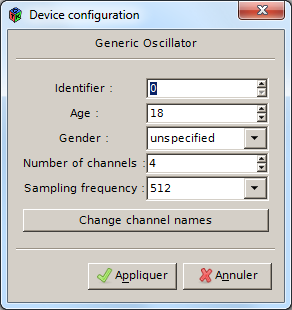 Device configuration
Generic Oscillator
Identifier : 0
Age : 18
Gender : unspecified
Number of channels : 4
Sampling frequency : 512
Change channel names
Appliquer Annuler